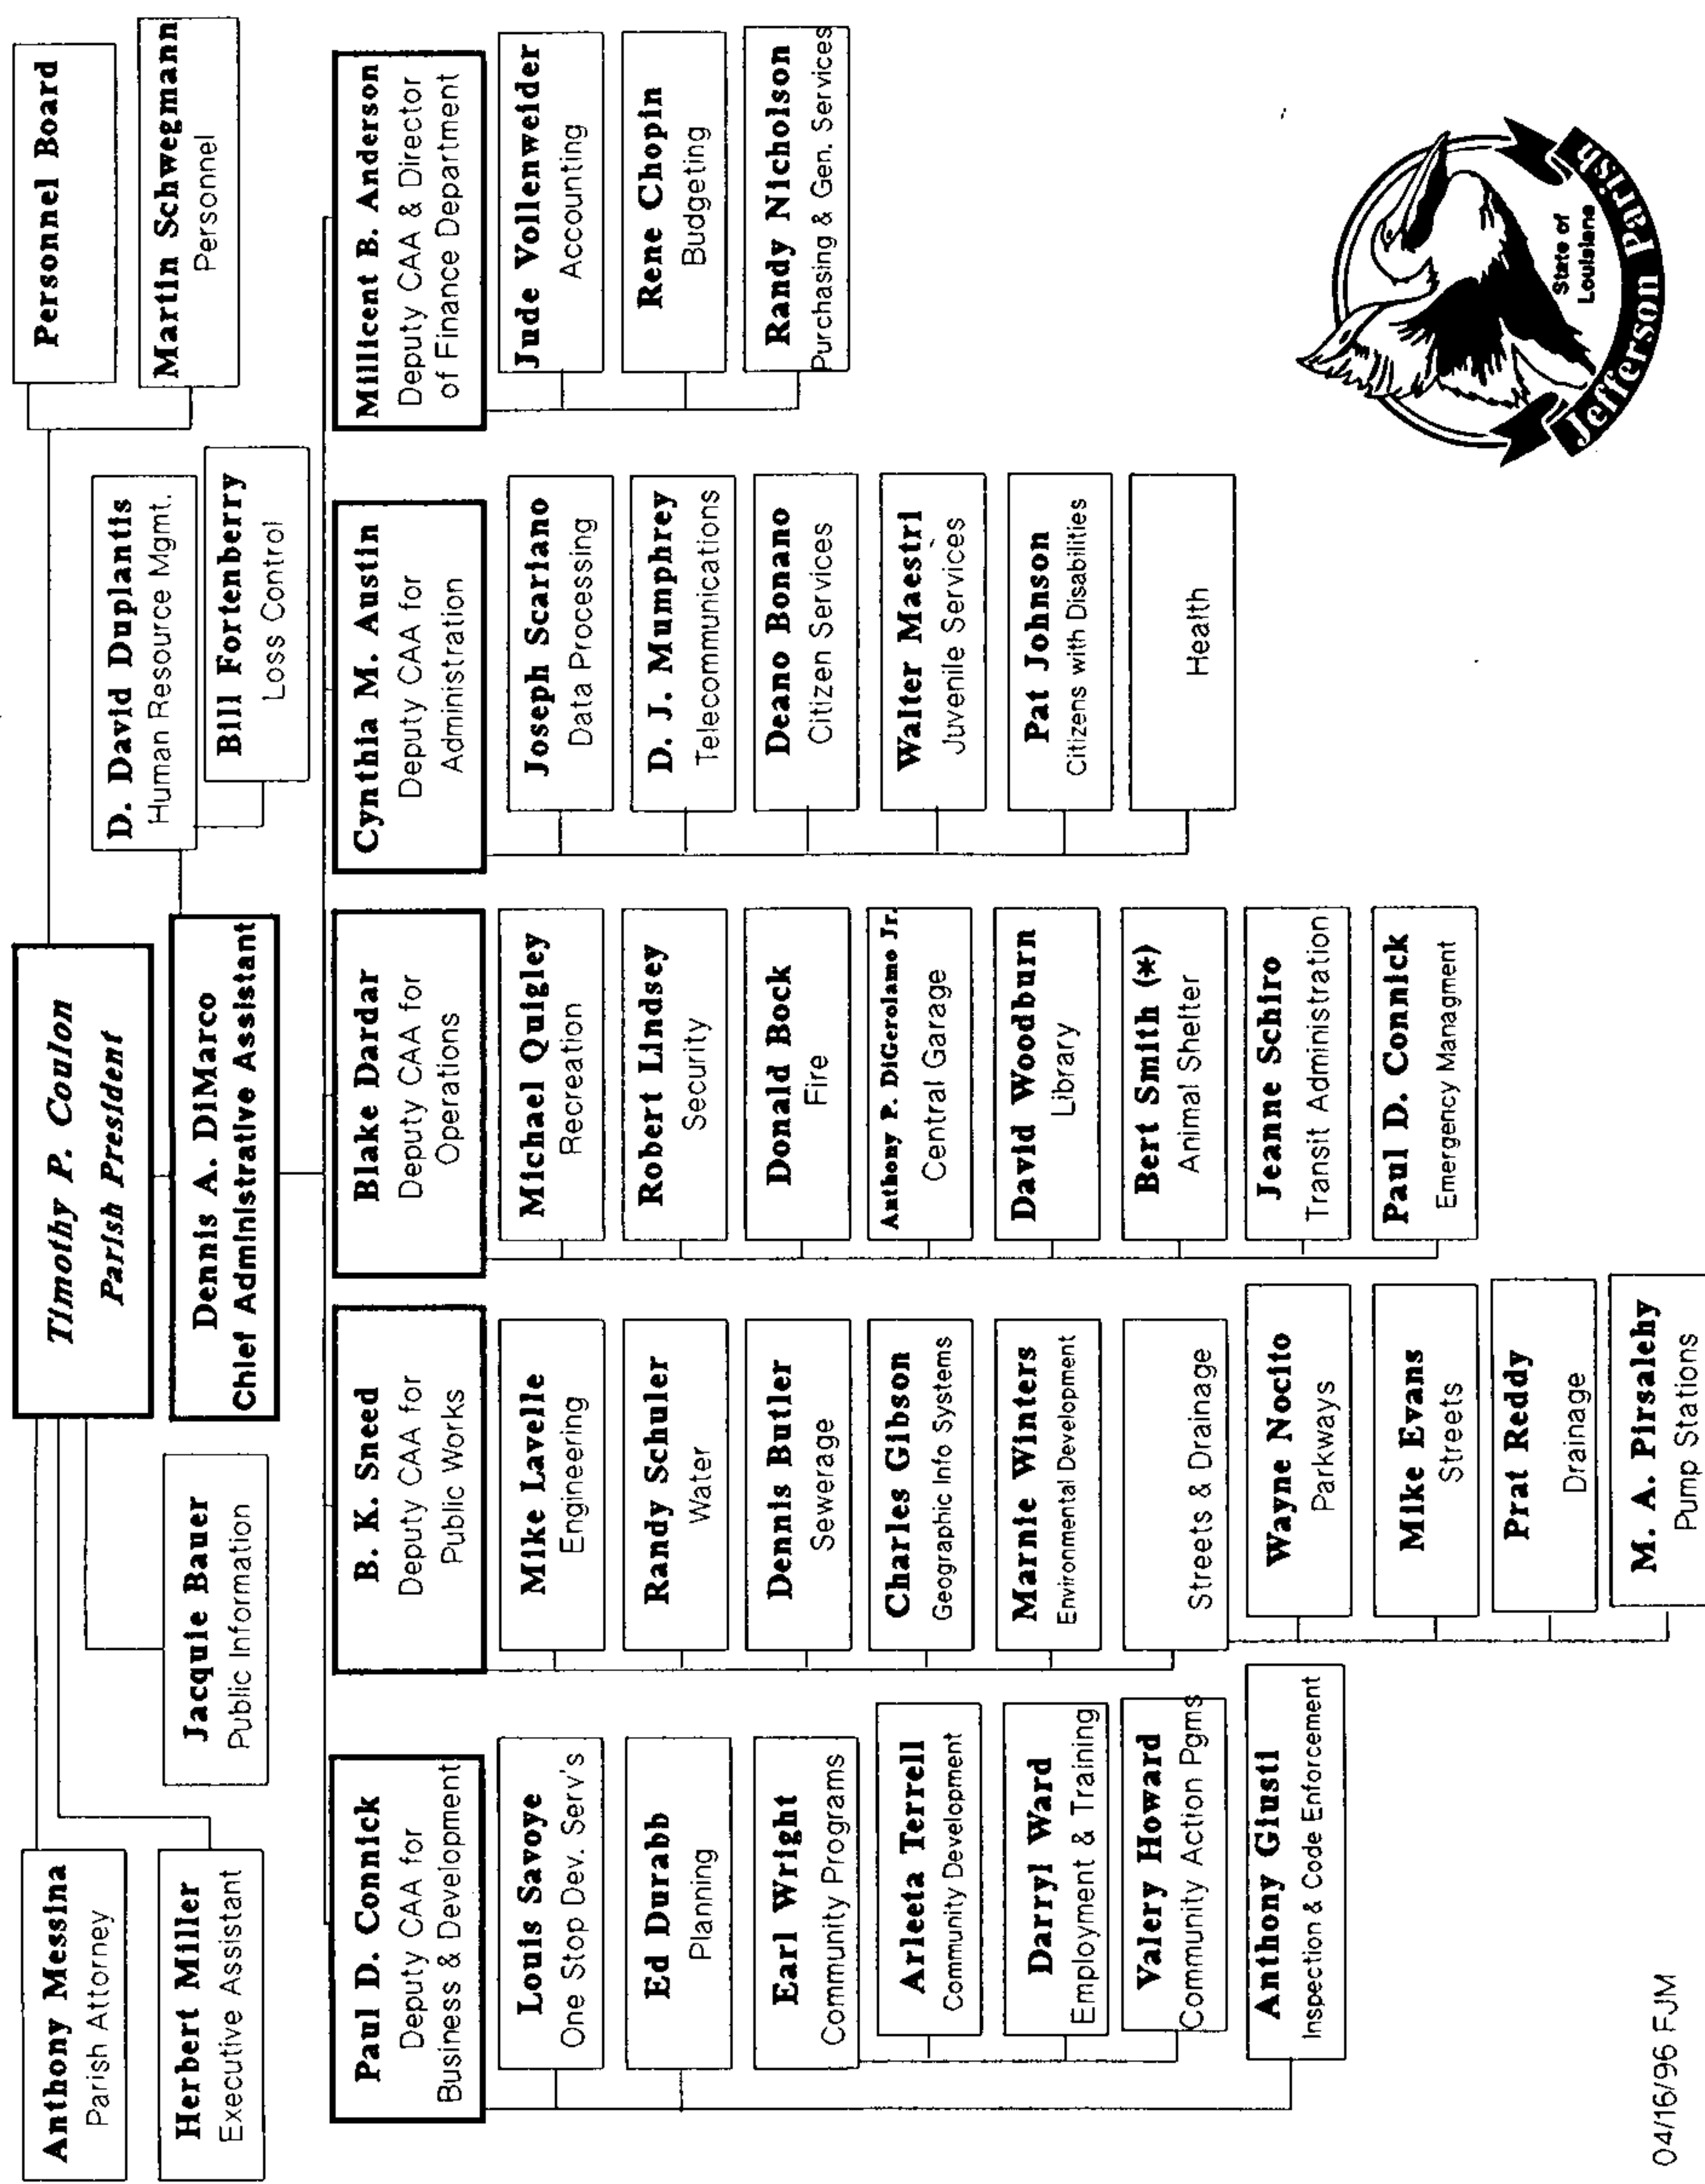 Timothy P. Coulon
Parish President
Anthony Messina
Parish Attorney
Herbert Miller
Executive Assistant
Jacquie Bauer
Public Information
Dennis A. DiMarco
Chief Administrative Assistant
D. David Duplantis
Human Resource Mgmt.
Bill Fortenberry
Loss Control
Personnel Board
Martin Schwegmann
Personnel
Paul D. Connick
Deputy CAA for
Business & Development
Louis Savoye
One Stop Dev. Serv's
Ed Durabb
Planning
Earl Wright
Community Programs
Arleeta Terrell
Community Development
Darryl Ward
Employment & Training
Valery Howard
Community Action Pgms
Anthony Giusti
Inspection & Code Enforcement
B. K. Sneed
Deputy CAA for
Public Works
Mike Lavelle
Engineering
Randy Schuler
Water
Dennis Butler
Sewerage
Charles Gibson
Geographic Info Systems
Marnie Winters
Environmental Development
Streets & Drainage
Wayne Nocito
Parkways
Mike Evans
Streets
Prat Reddy
Drainage
M. A. Pirsalehy
Pump Stations
Blake Dardar
Deputy CAA for
Operations
Michael Quigley
Recreation
Robert Lindsey
Security
Donald Bock
Fire
Anthony P. DiGerolamo Jr.
Central Garage
David Woodburn
Library
Bert Smith (*)
Animal Shelter
Jeanne Schiro
Transit Administration
Paul D. Connick
Emergency Managment
Cynthia M. Austin
Deputy CAA for
Administration
Joseph Scariano
Data Processing
D. J. Mumphrey
Telecommunications
Deano Bonano
Citizen Services
Walter Maestri
Juvenile Services
Pat Johnson
Citizens with Disabilities
Health
Millicent B. Anderson
Deputy CAA & Director
of Finance Department
Jude Vollenweider
Accounting
Rene Chopin
Budgeting
Randy Nicholson
Purchasing & Gen. Services
State of
Louisiana
Jefferson Parish
04/16/96 FJM